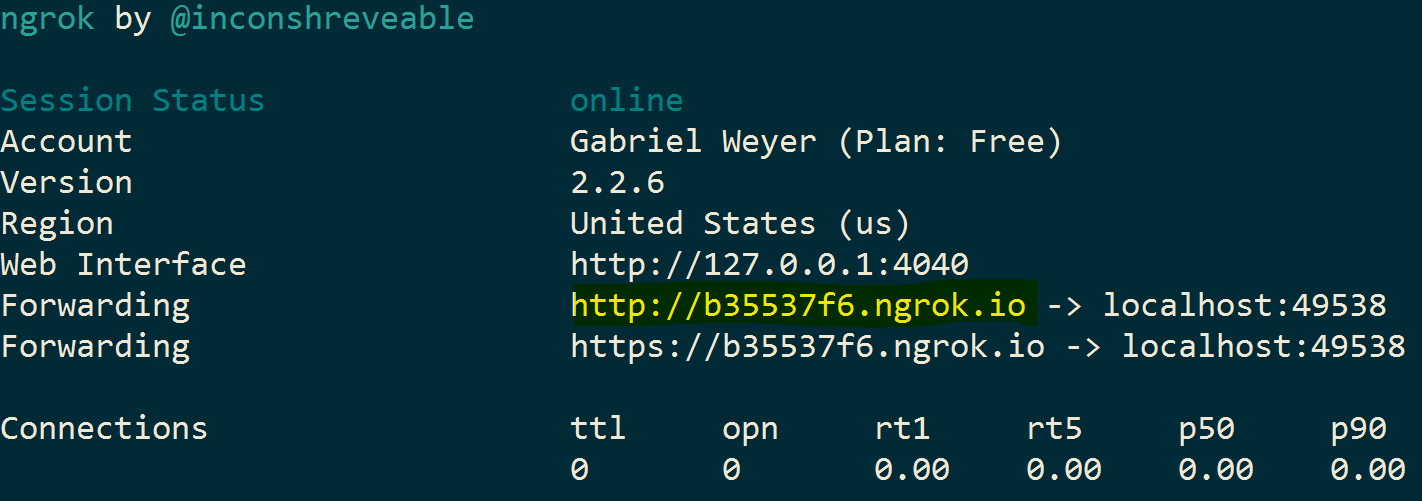 ngrok by @inconshreveable
Session Status online
Account Gabriel Weyer (Plan: Free)
Version 2.2.6
Region United States (us)
Web Interface http://127.0.0.1:4040
Forwarding http://b35537f6.ngrok.io -> localhost:49538
Forwarding https://b35537f6.ngrok.io -> localhost:49538
Connections ttl opn rt1 rt5 p50 p90
0 0 0.00 0.00 0.00 0.00